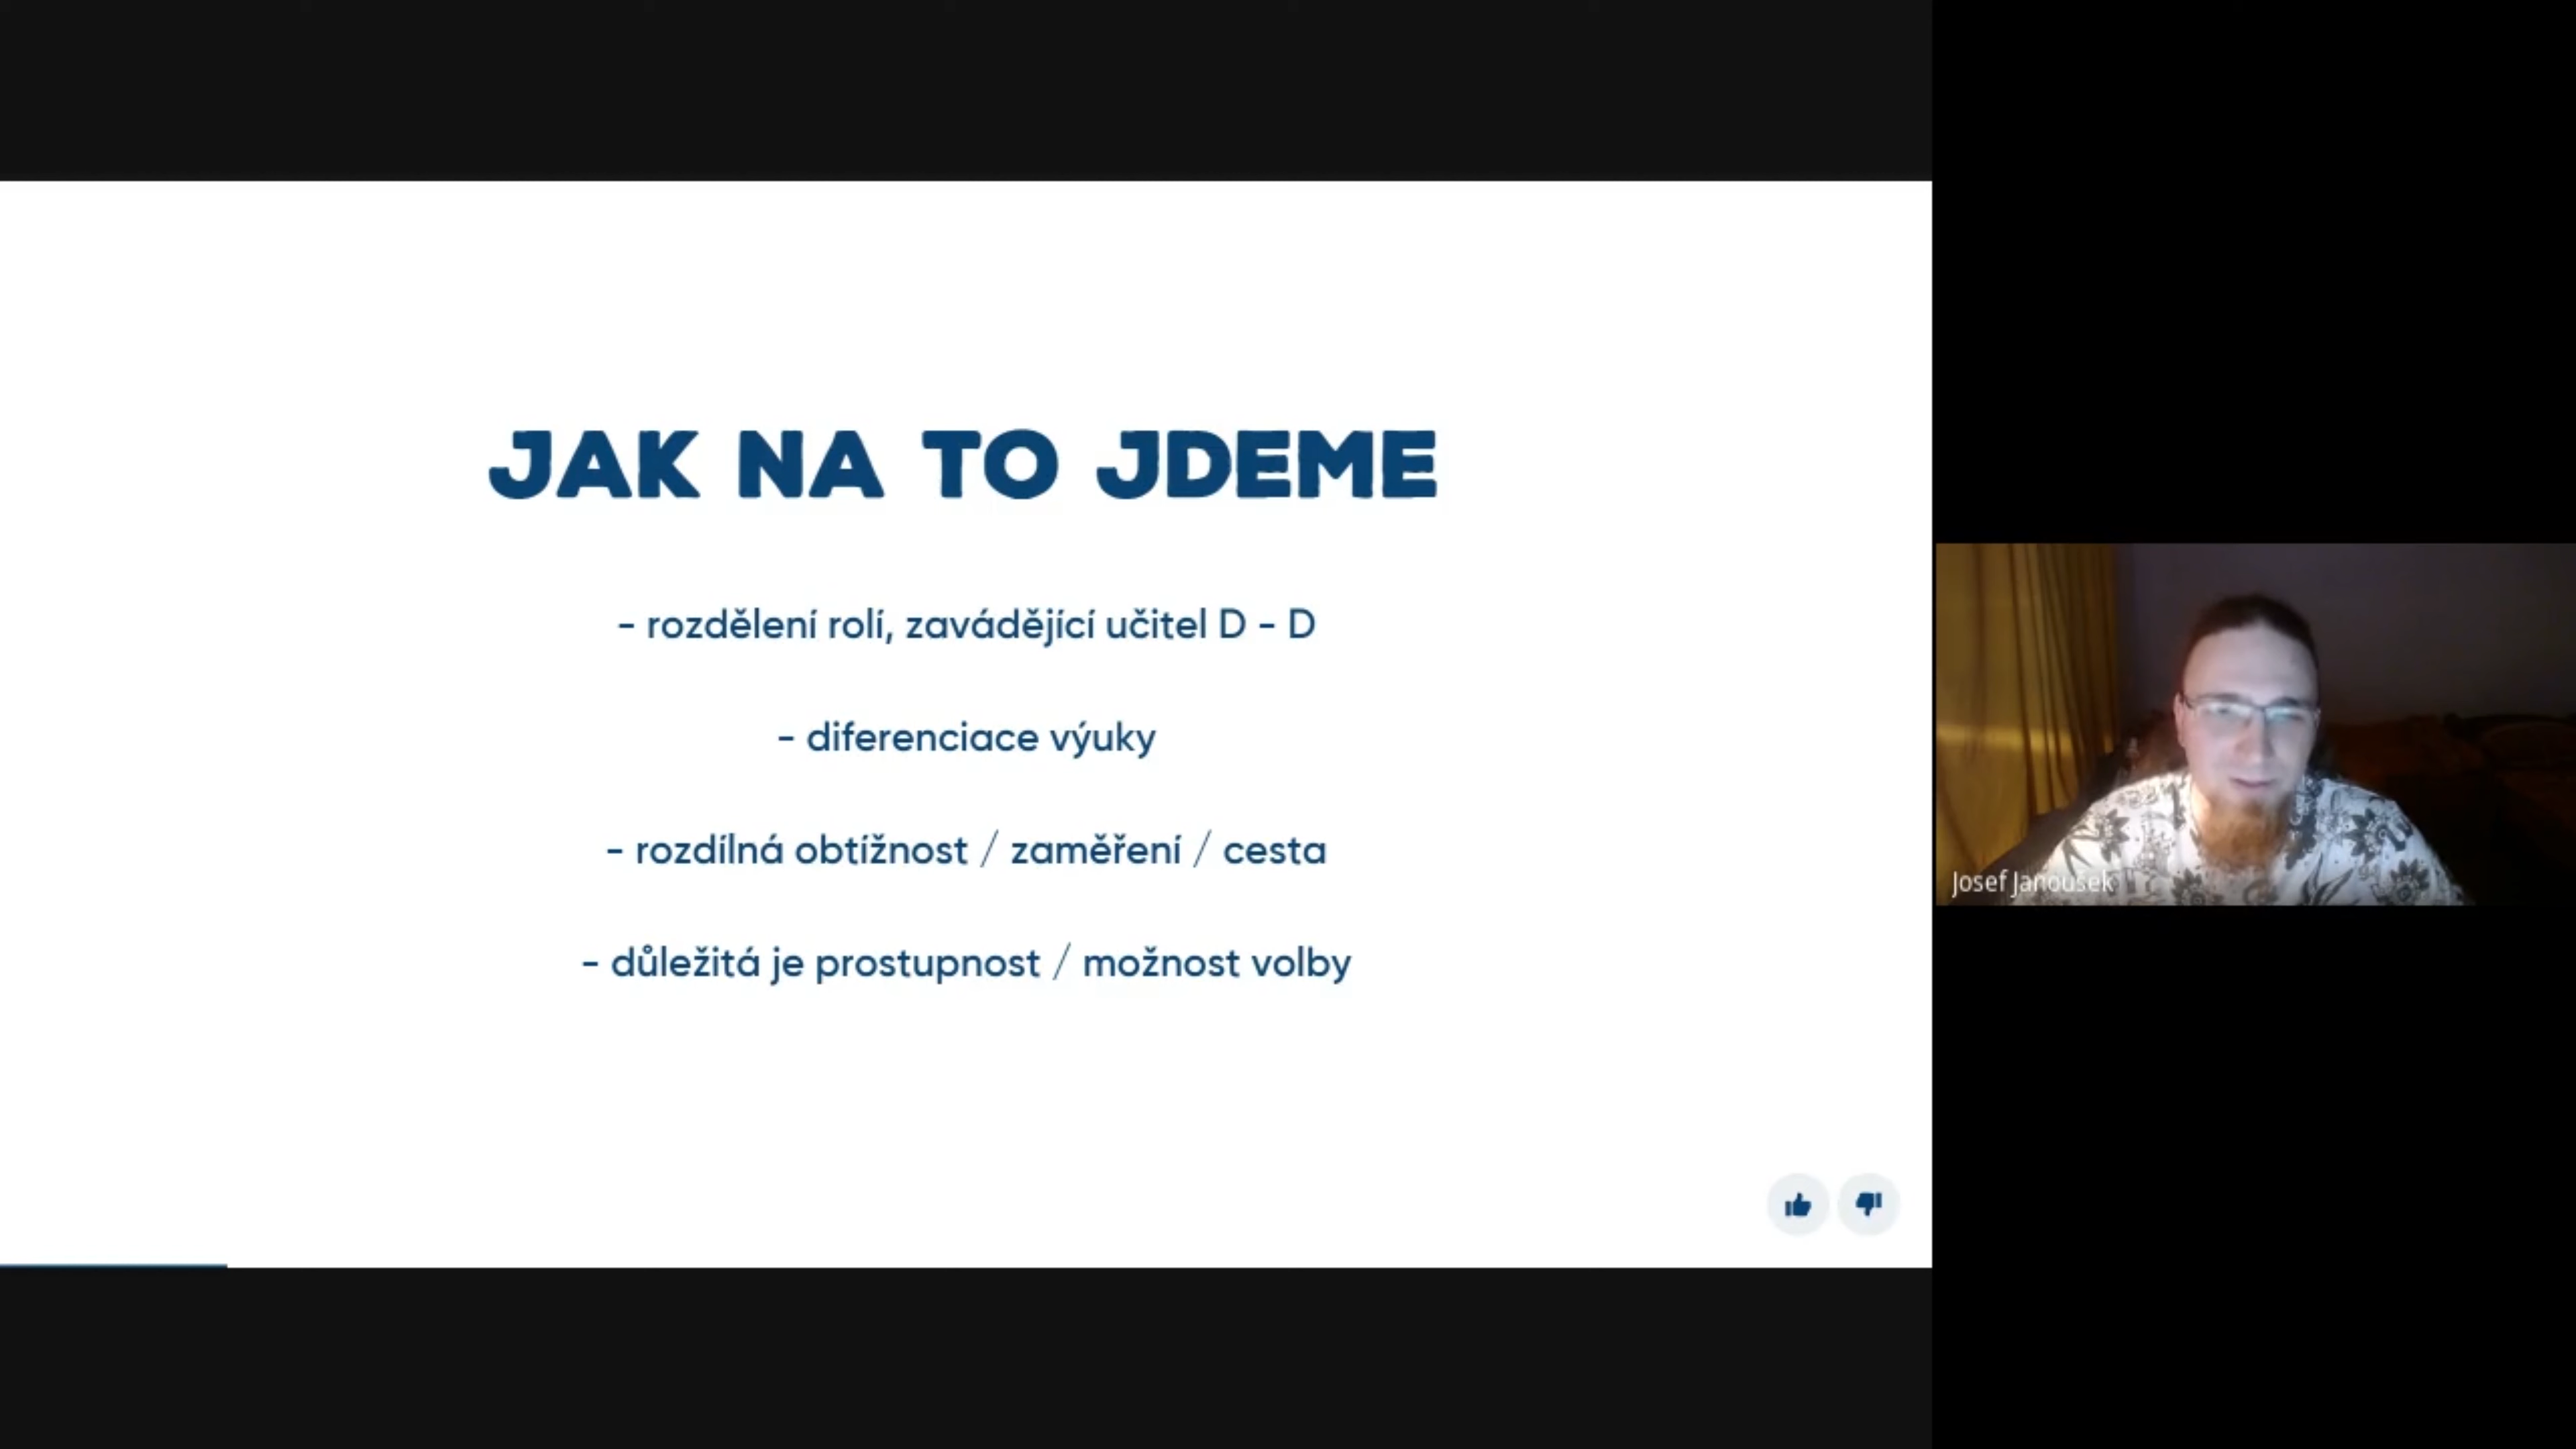 JAK NA TO JDEME
- rozdělení rolí, zavádějící učitel D - D
- diferenciace výuky
- rozdílná obtížnost / zaměření / cesta
- důležitá je prostupnost / možnost volby
Josef Janousek